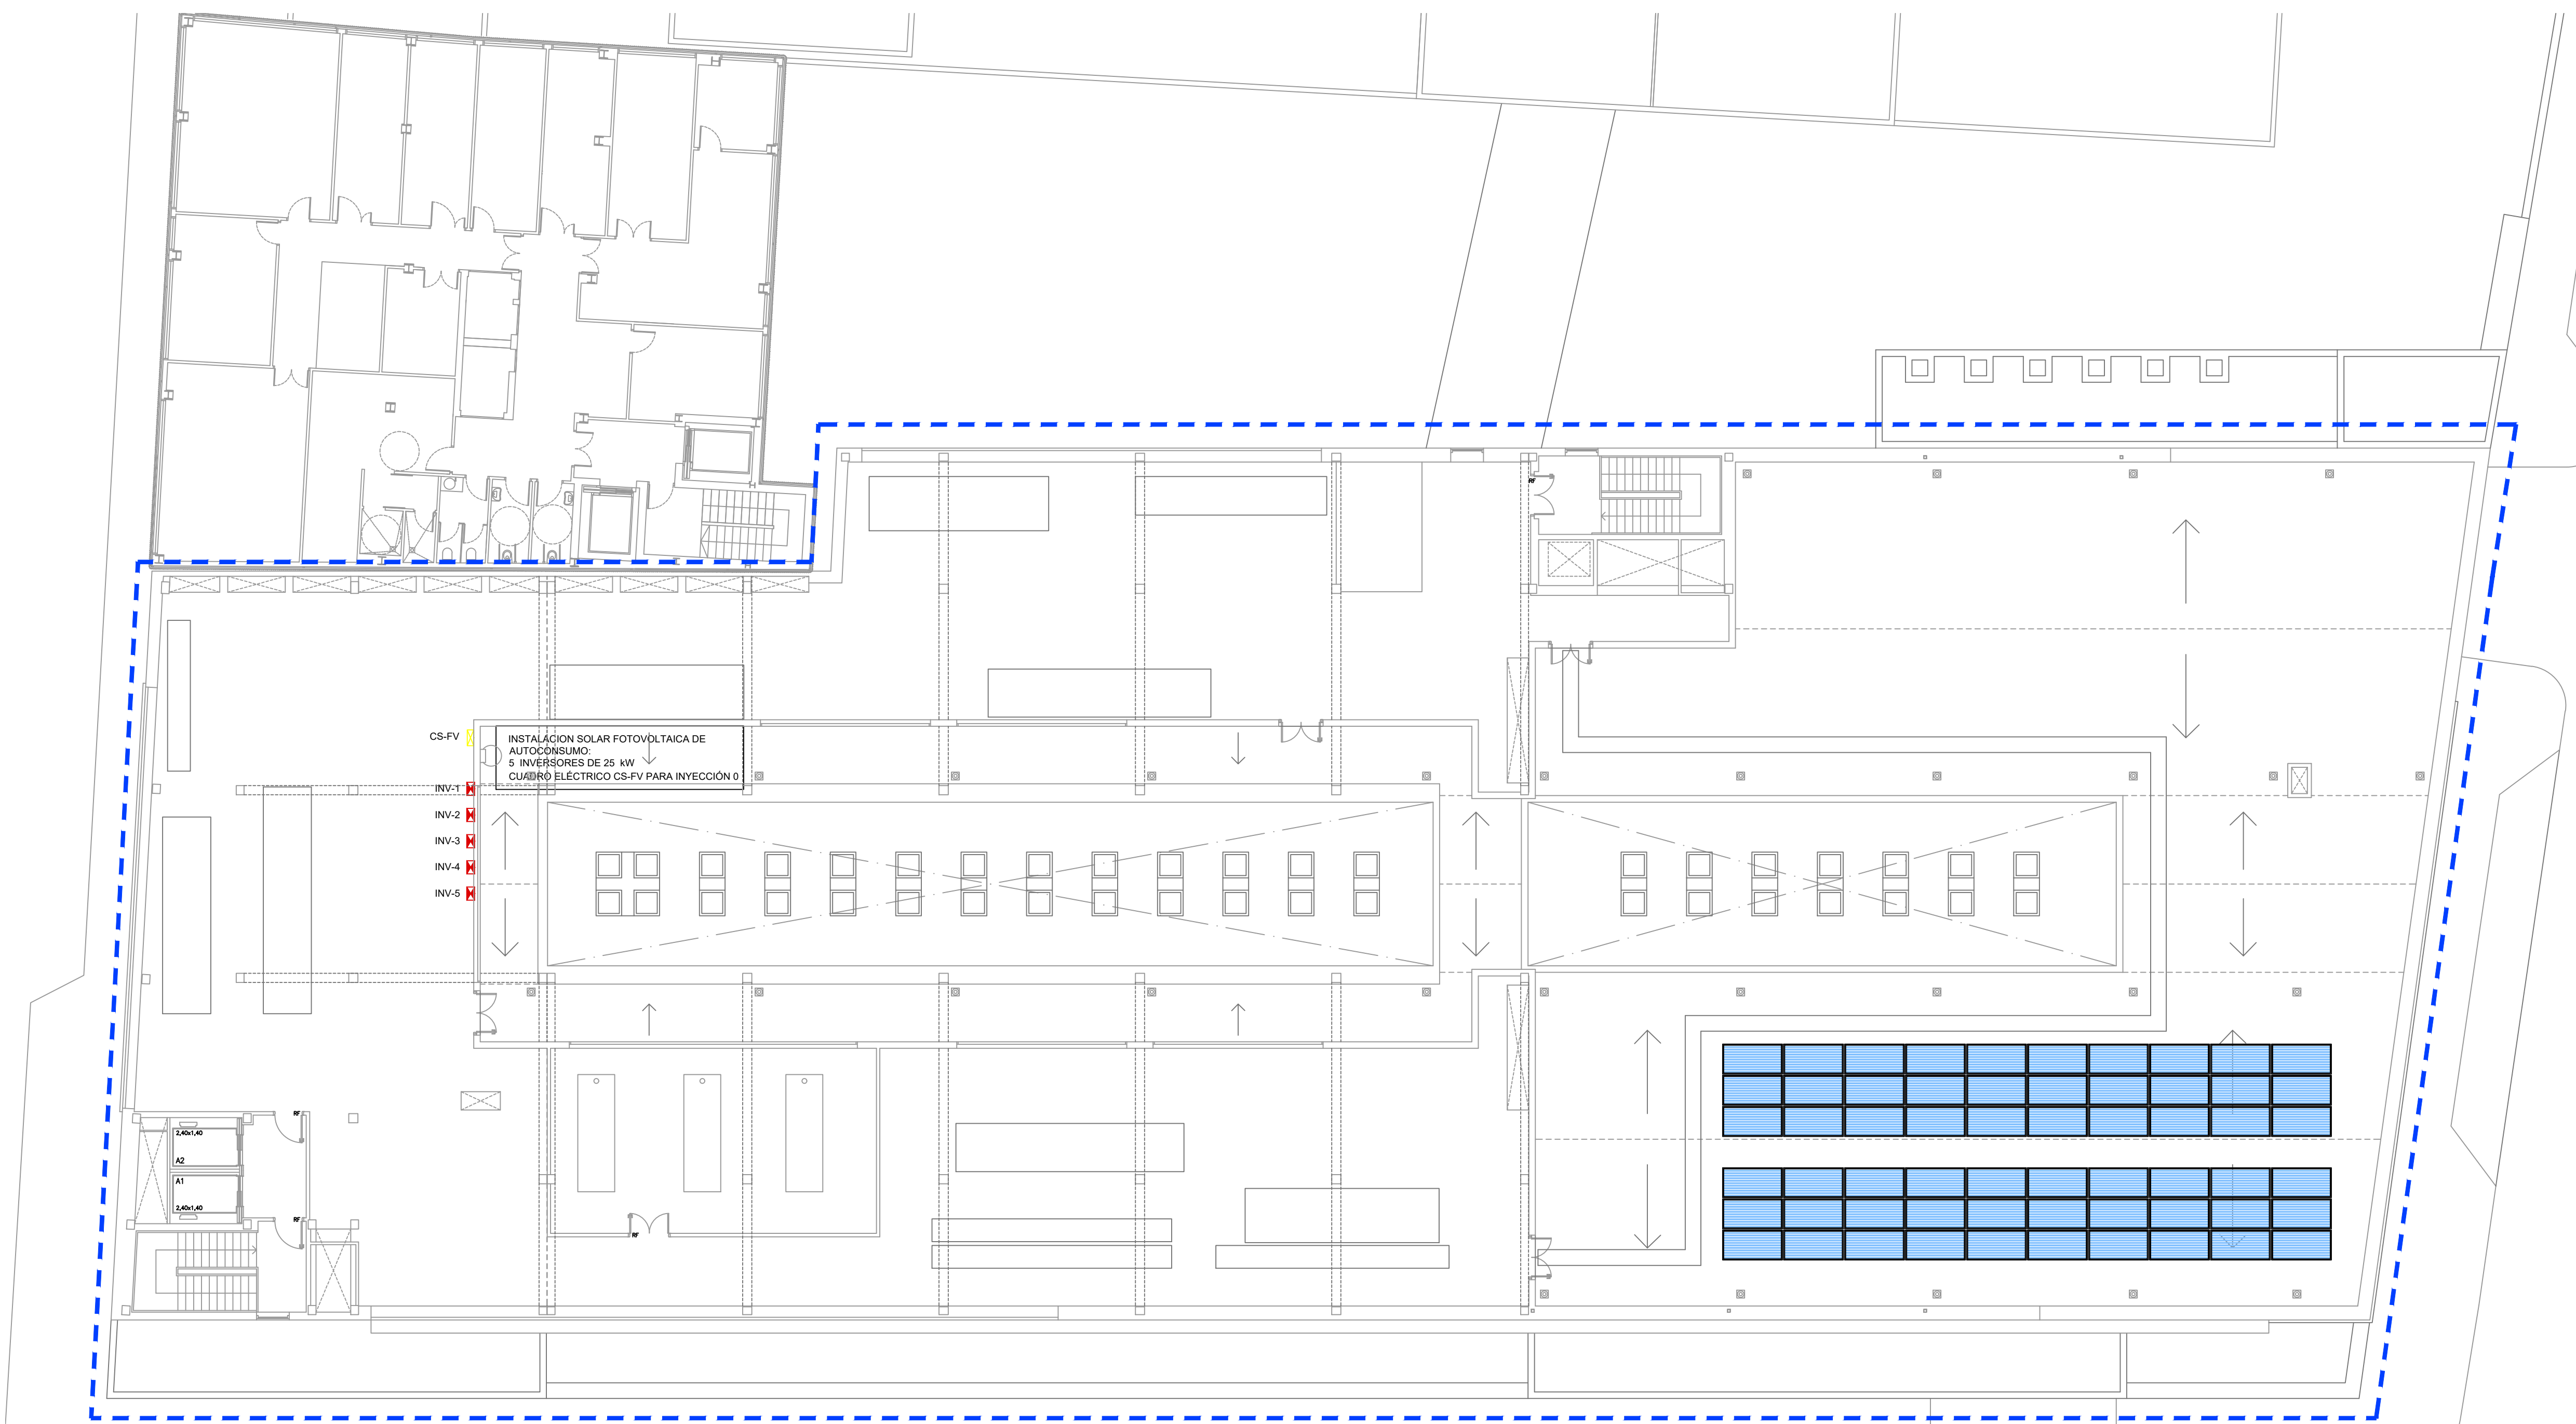 RF
CS-FV
INSTALACION SOLAR FOTOVOLTAICA DE
AUTOCONSUMO:
5 INVERSORES DE 25 kW
CUADRO ELÉCTRICO CS-FV PARA INYECCIÓN 0
INV-1
INV-2
INV-3
INV-4
INV-5
RF
2,40x1,40
A2
A1
2,40x1,40
RF
RF